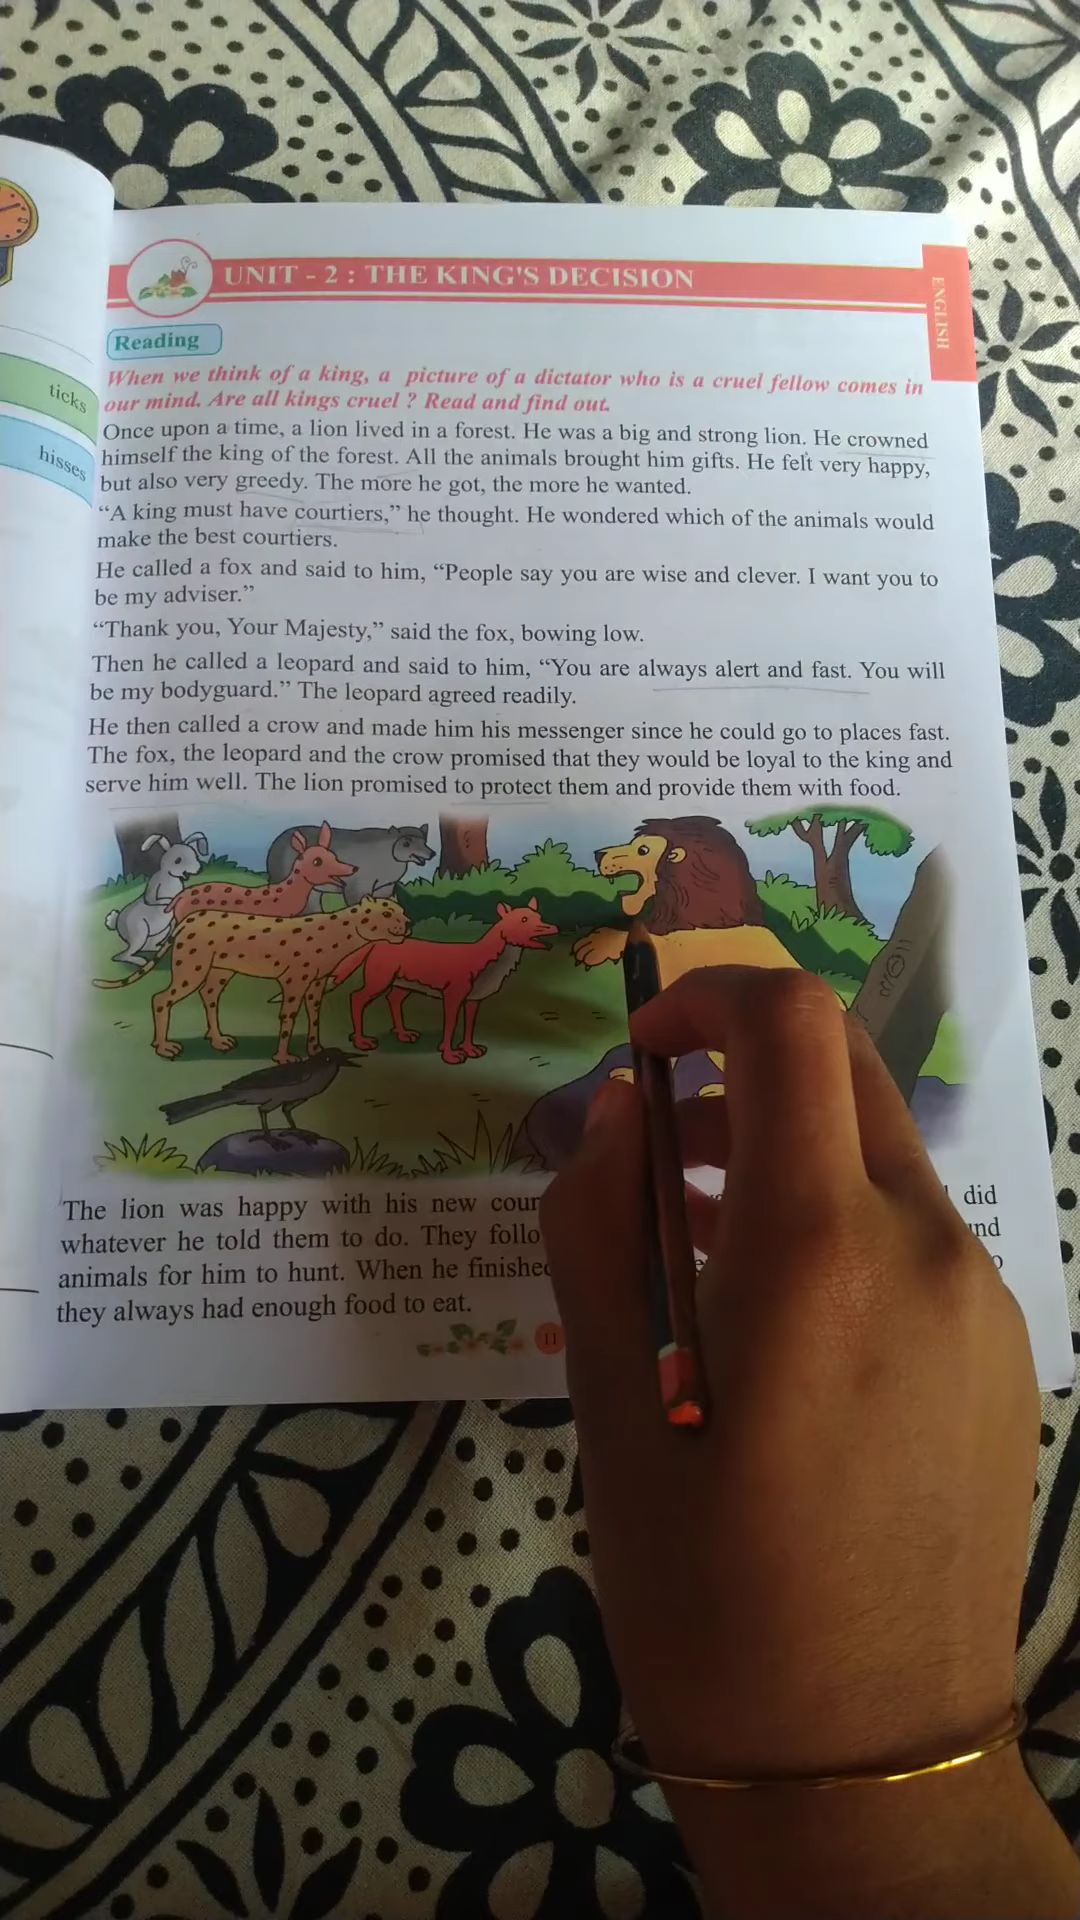 ticks
hisses
UNIT - 2 : THE KING'S DECISION
ENGLISH
Reading
When we think of a king, a picture of a dictator who is a cruel fellow comes in
our mind. Are all kings cruel ? Read and find out.
Once upon a time, a lion lived in a forest. He was a big and strong lion. He crowned
himself the king of the forest. All the animals brought him gifts. He felt very happy,
but also very greedy. The more he got, the more he wanted.
“A king must have courtiers,” he thought. He wondered which of the animals would
make the best courtiers.
He called a fox and said to him, “People say you are wise and clever. I want you to
be my adviser.”
“Thank you, Your Majesty,” said the fox, bowing low.
Then he called a leopard and said to him, “You are always alert and fast. You will
be my bodyguard.” The leopard agreed readily.
He then called a crow and made him his messenger since he could go to places fast.
The fox, the leopard and the crow promised that they would be loyal to the king and
serve him well. The lion promised to protect them and provide them with food.
The lion was happy with his new did
whatever he told them to do. They
animals for him to hunt. When he
they always had enough food to eat.
11